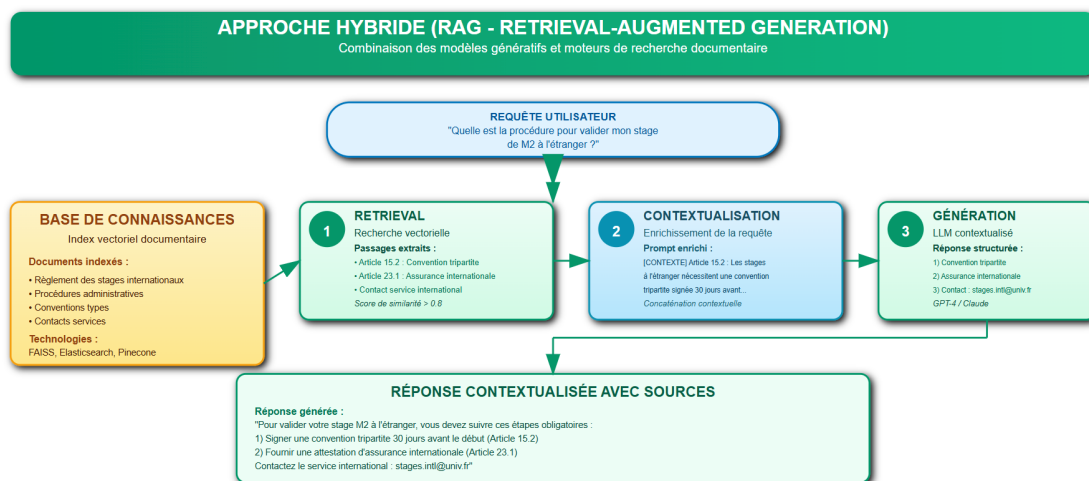 APPROCHE HYBRIDE (RAG - RETRIEVAL-AUGMENTED GENERATION)
Combinaison des modèles génératifs et moteurs de recherche documentaire
REQUÊTE UTILISATEUR
"Quelle est la procédure pour valider mon stage
de M2 à l'étranger ?"
BASE DE CONNAISSANCES
Index vectoriel documentaire
Documents indexés :
• Règlement des stages internationaux
• Procédures administratives
• Conventions types
• Contacts services
Technologies :
FAISS, Elasticsearch, Pinecone
1
RETRIEVAL
Recherche vectorielle
Passages extraits :
• Article 15.2 : Convention tripartite
• Article 23.1 : Assurance internationale
• Contact service international
Score de similarité > 0.8
2
CONTEXTUALISATION
Enrichissement de la requête
Prompt enrichi :
[CONTEXTE] Article 15.2 : Les stages
à l'étranger nécessitent une convention
tripartite signée 30 jours avant...
Concaténation contextuelle
3
GÉNÉRATION
LLM contextualisé
Réponse structurée :
1) Convention tripartite
2) Assurance internationale
3) Contact : stages.intl@univ.fr
GPT-4 / Claude
RÉPONSE CONTEXTUALISÉE AVEC SOURCES
Réponse générée :
"Pour valider votre stage M2 à l'étranger, vous devez suivre ces étapes obligatoires :
1) Signer une convention tripartite 30 jours avant le début (Article 15.2)
2) Fournir une attestation d'assurance internationale (Article 23.1)
Contactez le service international : stages.intl@univ.fr"